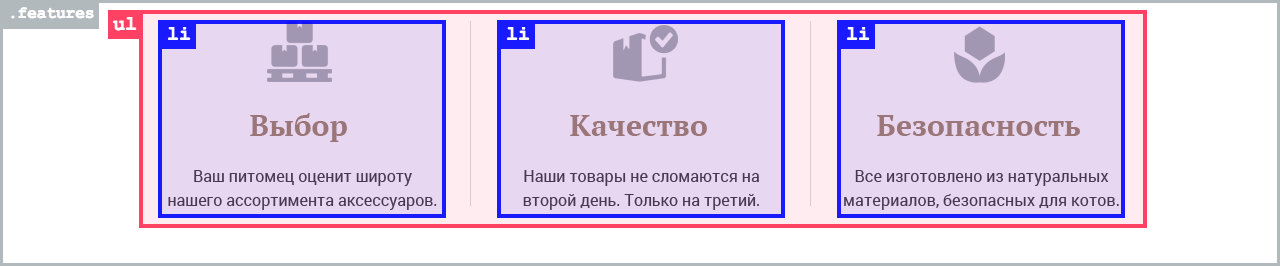 .features
ul
li
li
li
Выбор
Качество
Безопасность
Ваш питомец оценит широту
нашего ассортимента аксессуаров.
Наши товары не сломаются на
второй день. Только на третий.
Все изготовлено из натуральных
материалов, безопасных для котов.